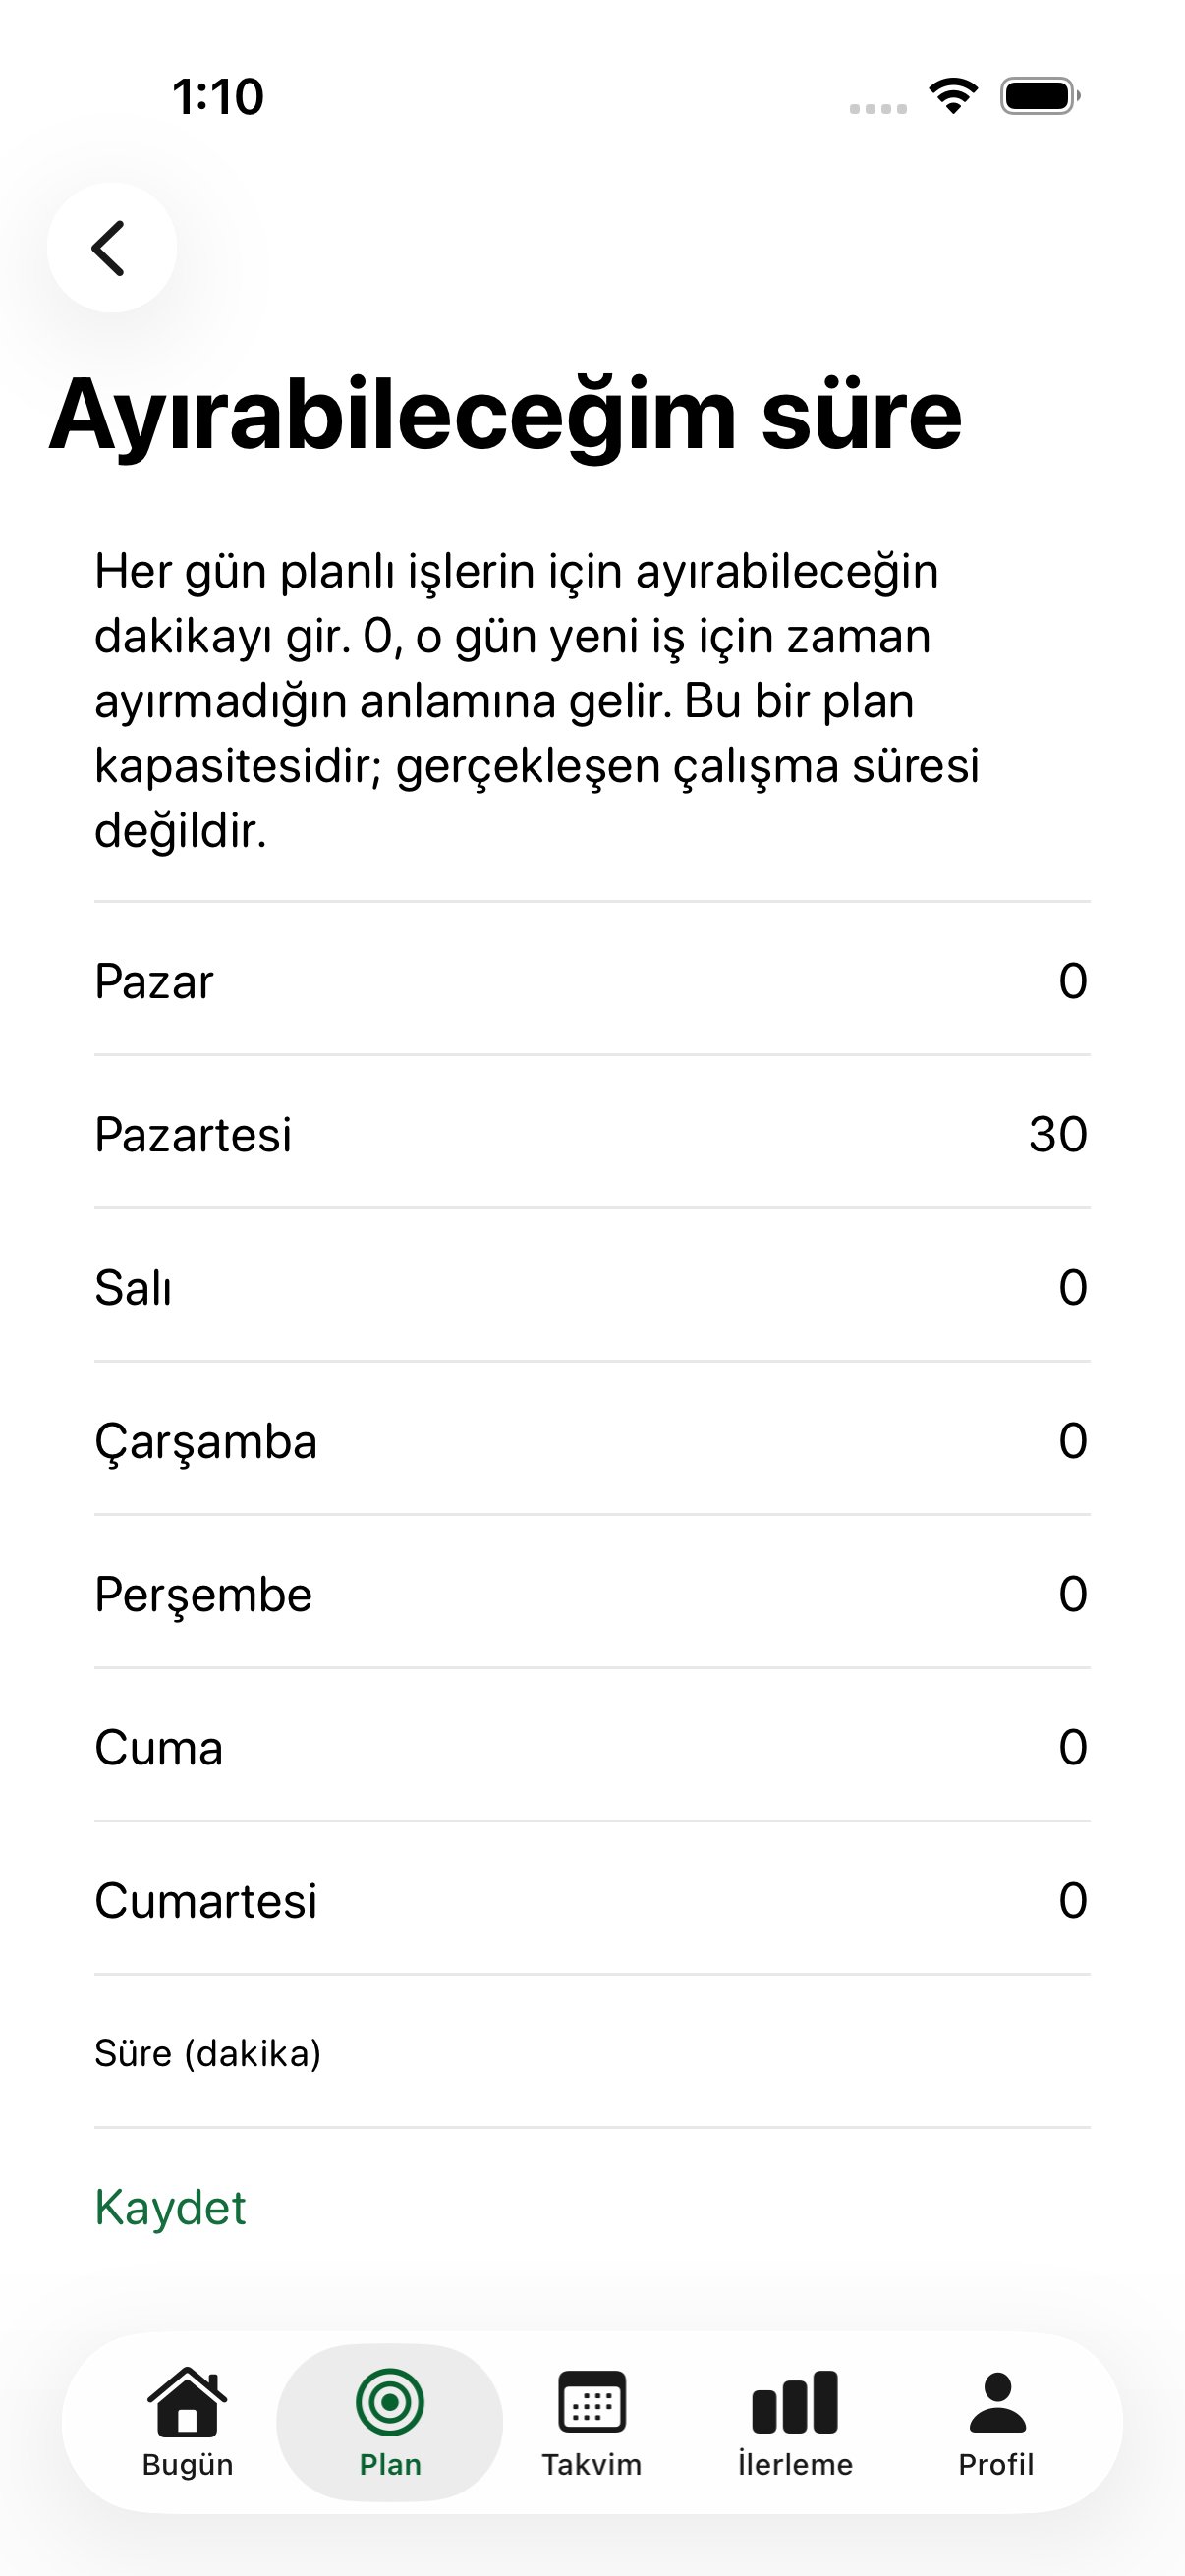 1:10
Ayırabileceğim süre
Her gün planlı işlerin için ayırabileceğin
dakikayı gir. 0, o gün yeni iş için zaman
ayırmadığın anlamına gelir. Bu bir plan
kapasitesidir; gerçekleşen çalışma süresi
değildir.
Pazar 0
Pazartesi 30
Salı 0
Çarşamba 0
Perşembe 0
Cuma 0
Cumartesi 0
Süre (dakika)
Kaydet
Bugün Plan Takvim İlerleme Profil